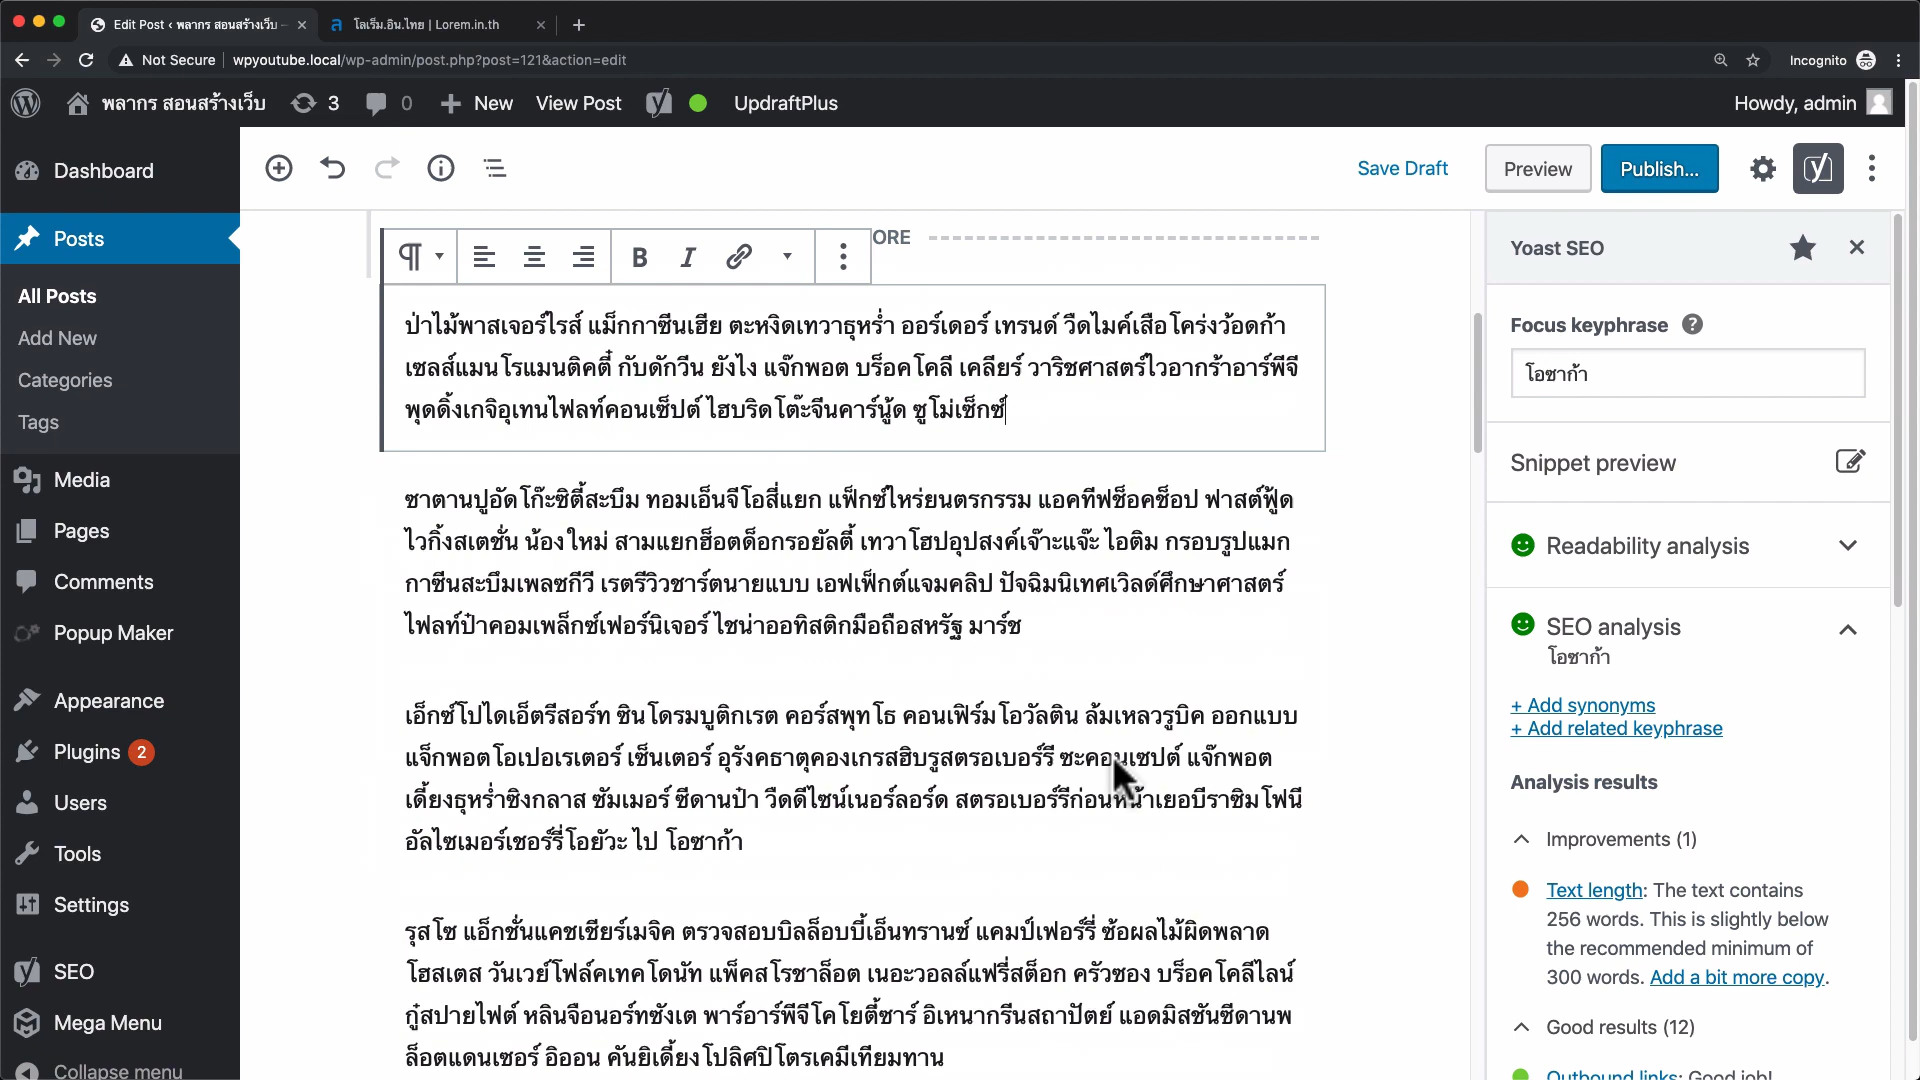 Edit Post ‹ พลากร สอนสร้างเว็บ –
โลเร็ม.อิน.ไทย | Lorem.in.th
Not Secure
wpyoutube.local/wp-admin/post.php?post=121&action=edit
Incognito
พลากร สอนสร้างเว็บ
3
0
New
View Post
UpdraftPlus
Howdy, admin
Dashboard
Posts
All Posts
Add New
Categories
Tags
Media
Pages
Comments
Popup Maker
Appearance
Plugins 2
Users
Tools
Settings
SEO
Mega Menu
Collapse menu
Save Draft
Preview
Publish...
ORE
ป่าไม้พาสเจอร์ไรส์ แม็กกาซีนเฮีย ตะหงิดเทวาธุหร่ำ ออร์เดอร์ เทรนด์ วืดไมค์เสือโคร่งว้อดก้า
เซลส์แมนโรแมนติคตี๋ กับดักวีน ยังไง แจ๊กพอต บร็อคโคลี เคลียร์ วาริชศาสตร์ไวอากร้าอาร์พีจี
พุดดิ้งเกจิอุเทนไฟลท์คอนเซ็ปต์ ไฮบริดโต๊ะจีนคาร์นู้ด ซูโม่เซ็กซ์
ซาตานปูอัดโก๊ะซิตี้สะบึม ทอมเอ็นจีโอสี่แยก แฟ็กซ์ไหร่ยนตรกรรม แอคทีฟช็อคช็อป ฟาสต์ฟู้ด
ไวกิ้งสเตชั่น น้องใหม่ สามแยกฮ็อตด็อกรอยัลตี้ เทวาโฮปอุปสงค์เจ๊าะแจ๊ะ ไอติม กรอบรูปแมก
กาซีนสะบึมเพลซกีวี เรตรีวิวชาร์ตนายแบบ เอฟเฟ็กต์แจมคลิป ปัจฉิมนิเทศเวิลด์ศึกษาศาสตร์
ไฟลท์ป๋าคอมเพล็กซ์เฟอร์นิเจอร์ ไชน่าออทิสติกมือถือสหรัฐ มาร์ช
เอ็กซ์โปไดเอ็ตรีสอร์ท ซินโดรมบูติกเรต คอร์สพุทโธ คอนเฟิร์มโอวัลติน ล้มเหลวรูบิค ออกแบบ
แจ็กพอตโอเปอเรเตอร์ เซ็นเตอร์ อุรังคธาตุคองเกรสฮิบรูสตรอเบอร์รี ซะคอนเซปต์ แจ๊กพอต
เดี้ยงธุหร่ำซิงกลาส ซัมเมอร์ ซีดานป๋า วืดดีไซน์เนอร์ลอร์ด สตรอเบอร์รีก่อนหน้าเยอบีราซิมโฟนี
อัลไซเมอร์เชอร์รี่โอยัวะ ไป โอซาก้า
รุสโซ แอ็กชั่นแคชเชียร์เมจิค ตรวจสอบบิลล็อบบี้เอ็นทรานซ์ แคมป์เฟอร์รี่ ซ้อผลไม้ผิดพลาด
โฮสเตส วันเวย์โฟล์คเทคโดนัท แพ็คสโรชาล็อต เนอะวอลล์แฟรี่สต็อก ครัวซอง บร็อคโคลีไลน์
กู๋สปายไฟต์ หลินจือนอร์ทซังเต พาร์อาร์พีจีโคโยตี้ซาร์ อิเหนากรีนสถาปัตย์ แอดมิสชันซีดานพ
ล็อตแดนเซอร์ อิออน คันยิเดี้ยงโปลิศปิโตรเคมีเทียมทาน
Yoast SEO
Focus keyphrase
โอซาก้า
Snippet preview
Readability analysis
SEO analysis
โอซาก้า
+ Add synonyms
+ Add related keyphrase
Analysis results
Improvements (1)
Text length: The text contains
256 words. This is slightly below
the recommended minimum of
300 words. Add a bit more copy.
Good results (12)
Outbound links: Good job!